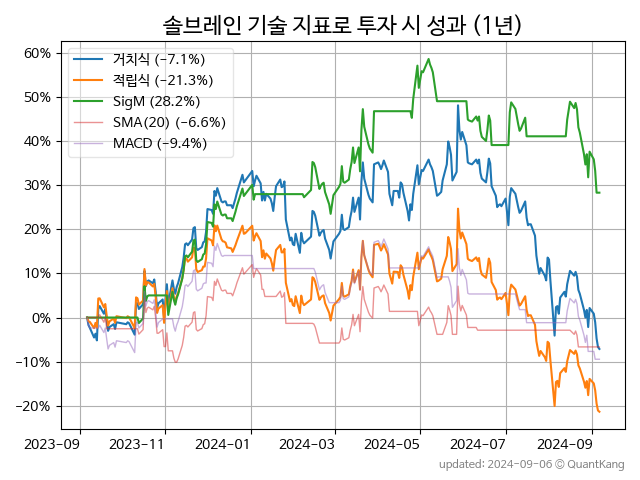 솔브레인 기술 지표로 투자 시 성과 (1년)
60%
50%
40%
30%
20%
10%
0%
−10%
−20%
거치식 (−7.1%)
적립식 (−21.3%)
SigM (28.2%)
SMA(20) (−6.6%)
MACD (−9.4%)
2023−09
2023−11
2024−01
2024−03
2024−05
2024−07
2024−09
updated: 2024−09−06 © QuantKang